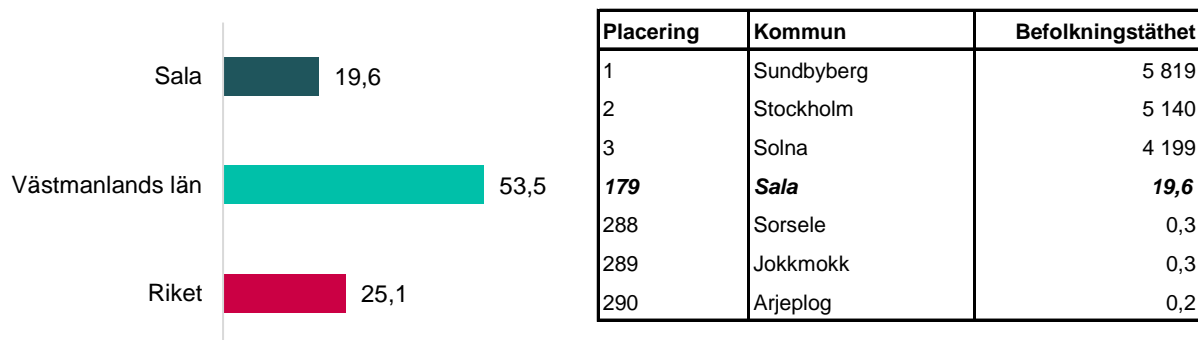 Sala 19,6
Västmanlands län 53,5
Riket 25,1
Placering Kommun Befolkningstäthet
1 Sundbyberg 5 819
2 Stockholm 5 140
3 Solna 4 199
179 Sala 19,6
288 Sorsele 0,3
289 Jokkmokk 0,3
290 Arjeplog 0,2